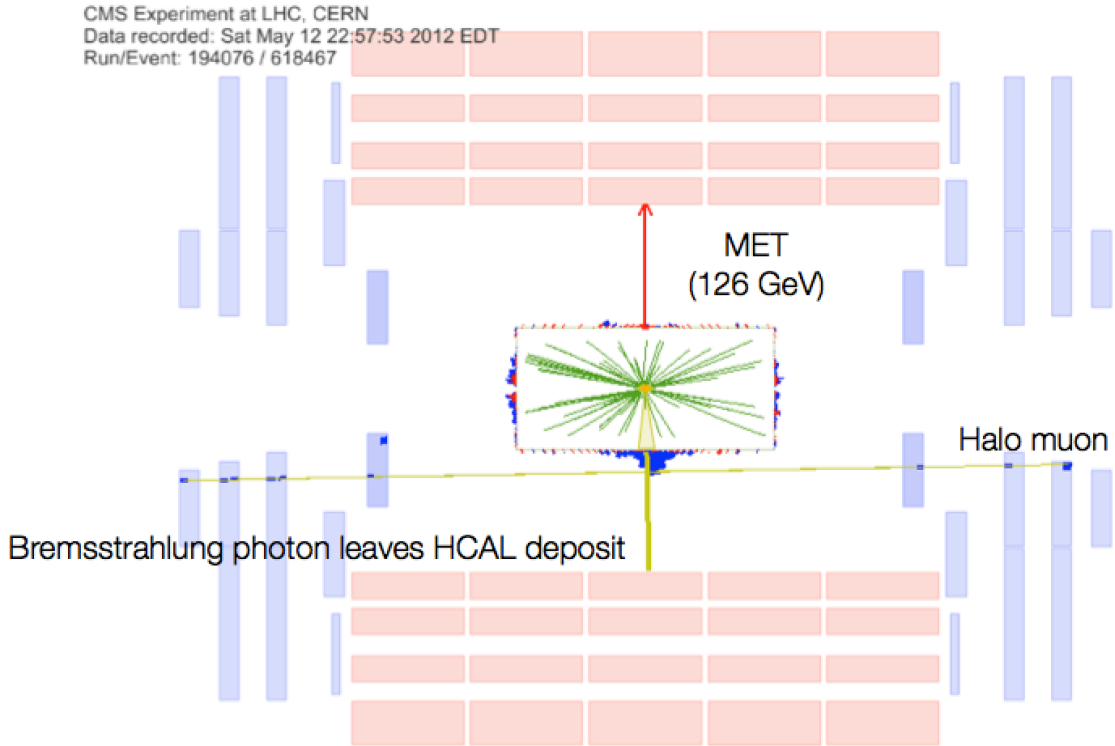 CMS Experiment at LHC, CERN
Data recorded: Sat May 12 22:57:53 2012 EDT
Run/Event: 194076 / 618467
MET
(126 GeV)
Halo muon
Bremsstrahlung photon leaves HCAL deposit